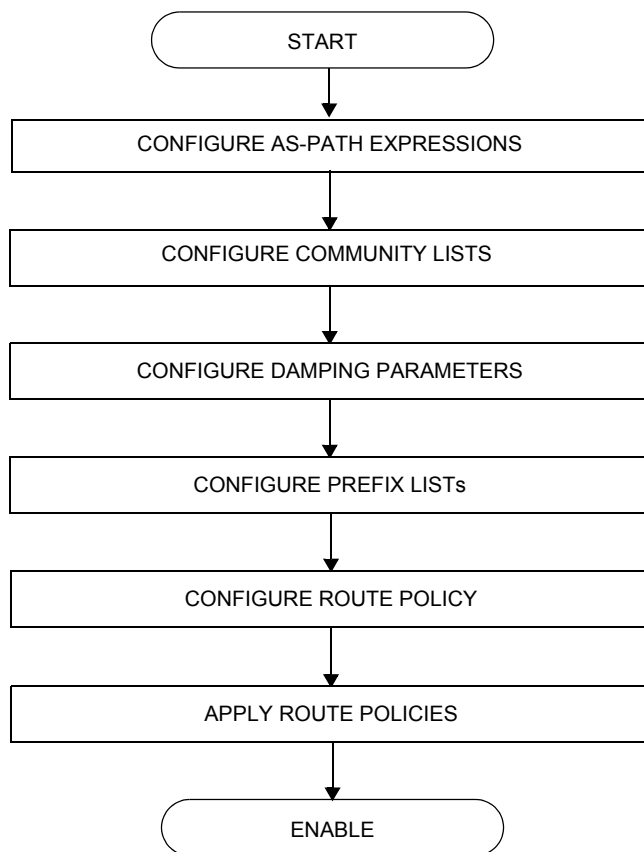 START
CONFIGURE AS-PATH EXPRESSIONS
CONFIGURE COMMUNITY LISTS
CONFIGURE DAMPING PARAMETERS
CONFIGURE PREFIX LISTs
CONFIGURE ROUTE POLICY
APPLY ROUTE POLICIES
ENABLE